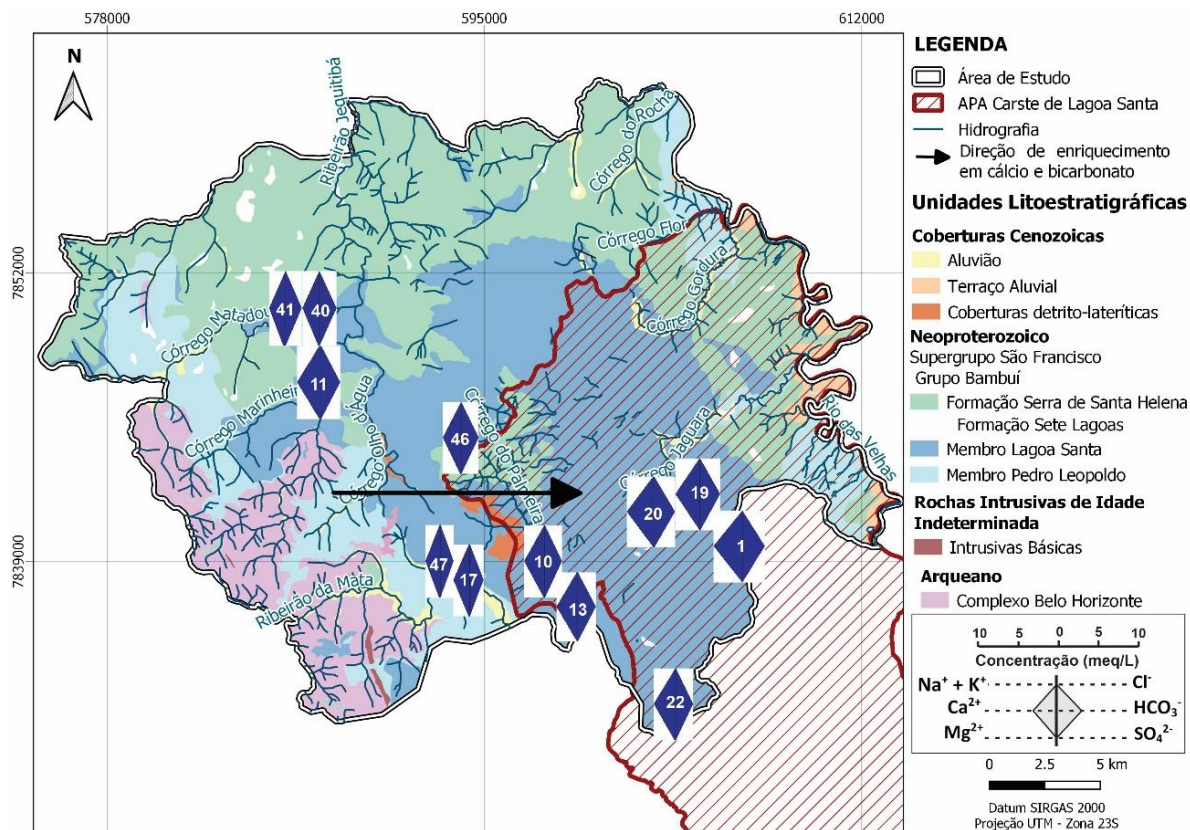 578000
595000
612000
7852000
7839000
N
Ribeirão Jequitibá
Córrego do Rocha
Córrego Flor
Córrego Gordura
Córrego Matadou
Córrego Marinhei
Córrego Olho d'Água
Córrego do Palmeira
Córrego Jaguara
Rio das Velhas
Ribeirão da Mata
41
40
11
46
47
17
10
13
20
19
1
22
LEGENDA
Área de Estudo
APA Carste de Lagoa Santa
Hidrografia
Direção de enriquecimento
em cálcio e bicarbonato
Unidades Litoestratigráficas
Coberturas Cenozoicas
Aluvião
Terraço Aluvial
Coberturas detrito-lateríticas
Neoproterozoico
Supergrupo São Francisco
Grupo Bambuí
Formação Serra de Santa Helena
Formação Sete Lagoas
Membro Lagoa Santa
Membro Pedro Leopoldo
Rochas Intrusivas de Idade
Indeterminada
Intrusivas Básicas
Arqueano
Complexo Belo Horizonte
10 5 0 5 10
Concentração (meq/L)
Na⁺ + K⁺ Cl⁻
Ca²⁺ HCO₃⁻
Mg²⁺ SO₄²⁻
0 2.5 5 km
Datum SIRGAS 2000
Projeção UTM - Zona 23S